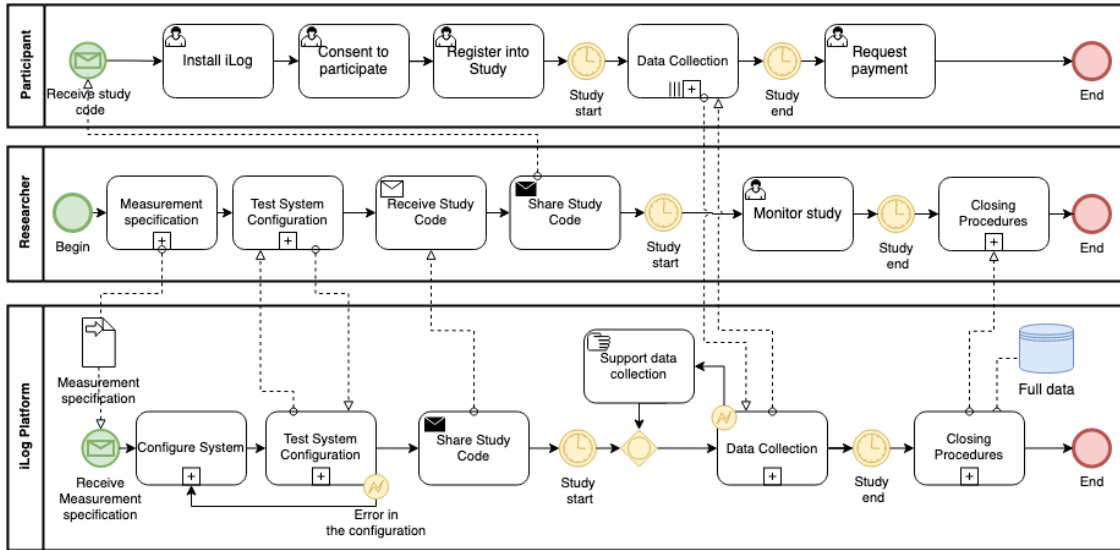 Participant
Receive study
code
Install iLog
Consent to
participate
Register into
Study
Study
start
Data Collection
Study
end
Request
payment
End
Researcher
Begin
Measurement
specification
Test System
Configuration
Receive Study
Code
Share Study
Code
Study
start
Monitor study
Study
end
Closing
Procedures
End
iLog Platform
Measurement
specification
Receive
Measurement
specification
Configure System
Test System
Configuration
Error in
the configuration
Share Study
Code
Study
start
Support data
collection
Data Collection
Study
end
Closing
Procedures
Full data
End